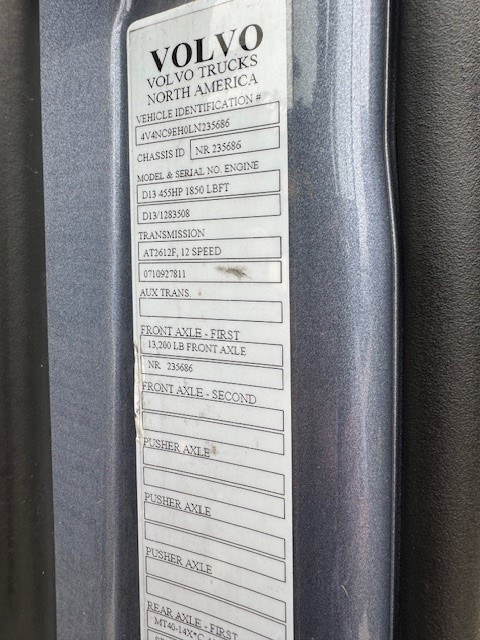 VOLVO
VOLVO TRUCKS
NORTH AMERICA
VEHICLE IDENTIFICATION #
4V4NC9EH0LN235686
CHASSIS ID NR 235686
MODEL & SERIAL NO. ENGINE
D13 455HP 1850 LBFT
D13/1283508
TRANSMISSION
AT2612F, 12 SPEED
0710927811
AUX TRANS.
FRONT AXLE - FIRST
13,200 LB FRONT AXLE
NR 235686
FRONT AXLE - SECOND
PUSHER AXLE
PUSHER AXLE
PUSHER AXLE
REAR AXLE - FIRST